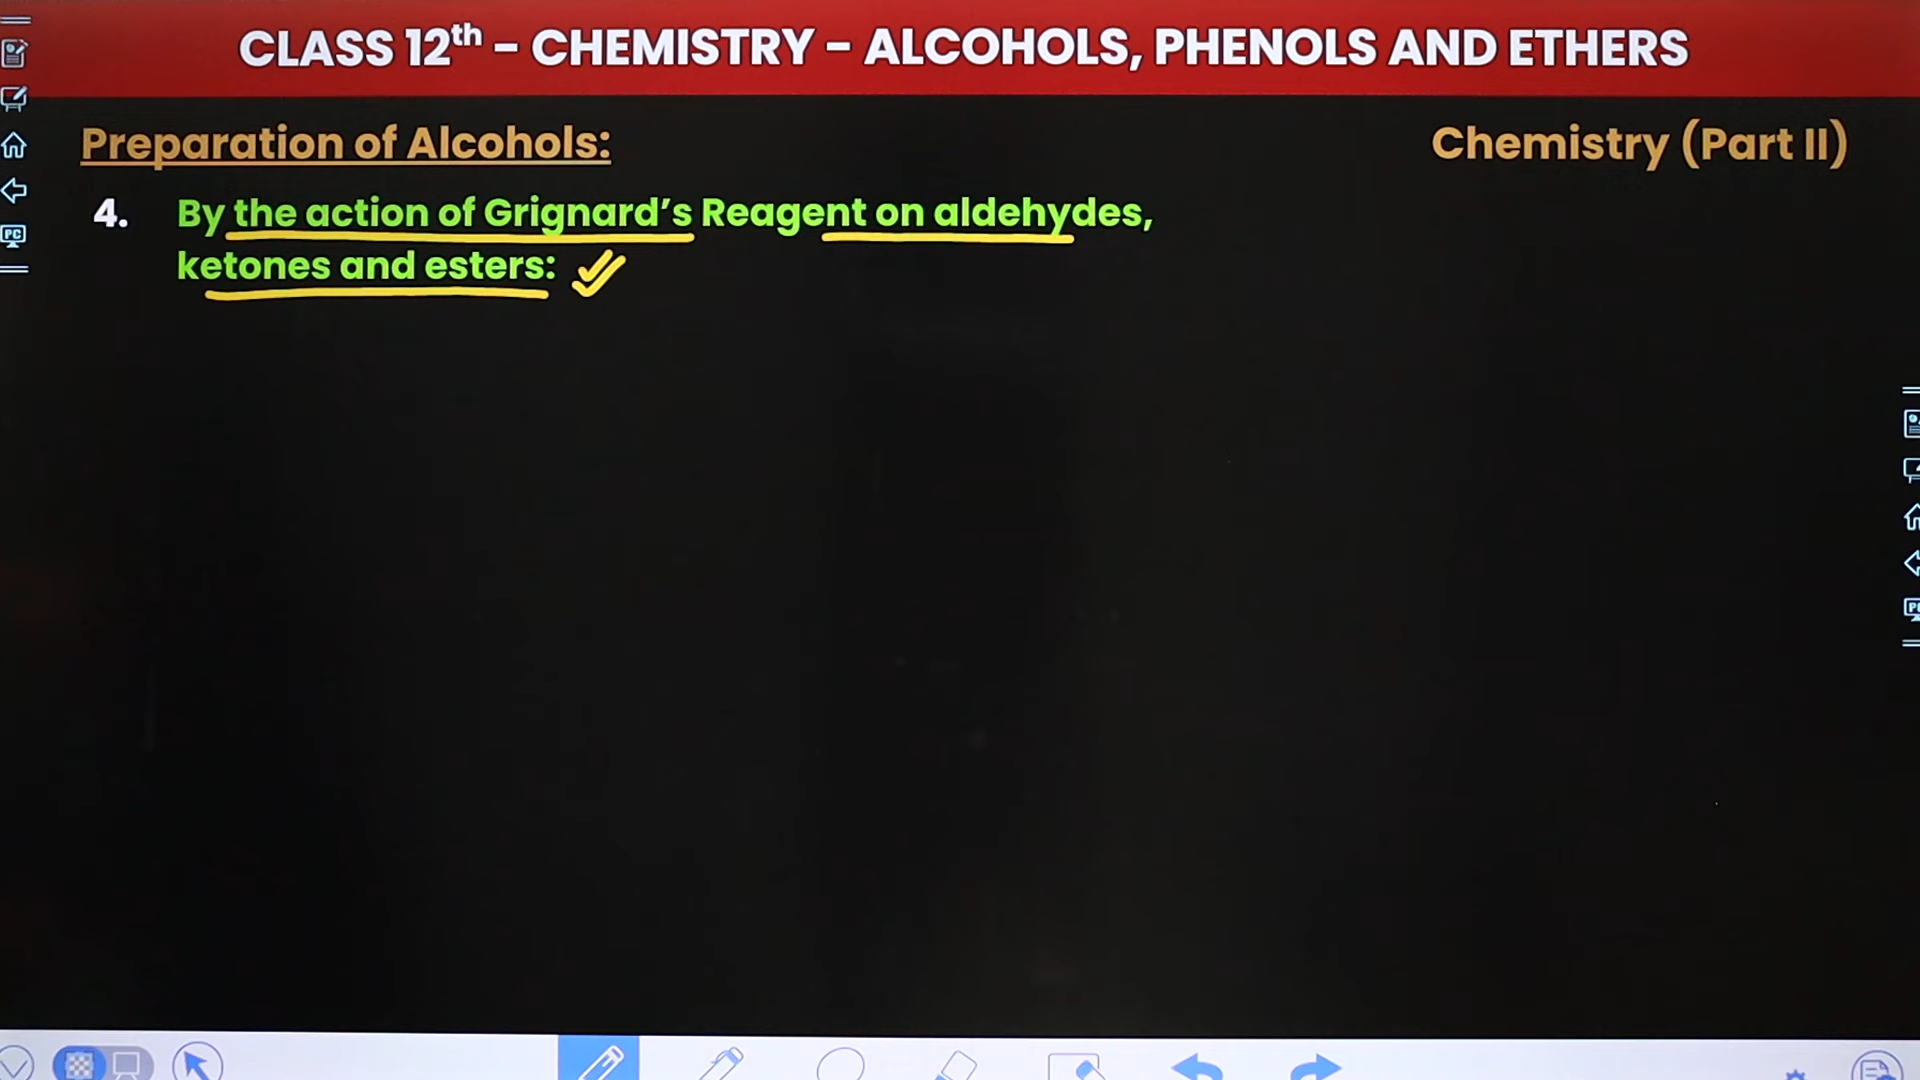 CLASS 12th – CHEMISTRY – ALCOHOLS, PHENOLS AND ETHERS
Preparation of Alcohols:
Chemistry (Part II)
4. By the action of Grignard's Reagent on aldehydes,
ketones and esters:
PC